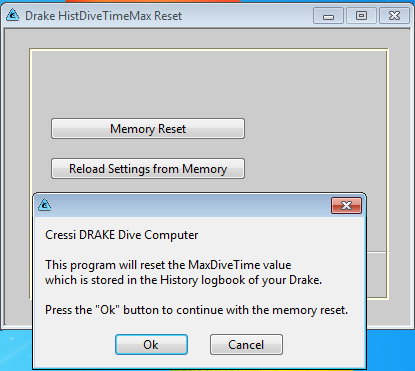 Drake HistDiveTimeMax Reset
Memory Reset
Reload Settings from Memory
Cressi DRAKE Dive Computer
This program will reset the MaxDiveTime value
which is stored in the History logbook of your Drake.
Press the "Ok" button to continue with the memory reset.
Ok
Cancel